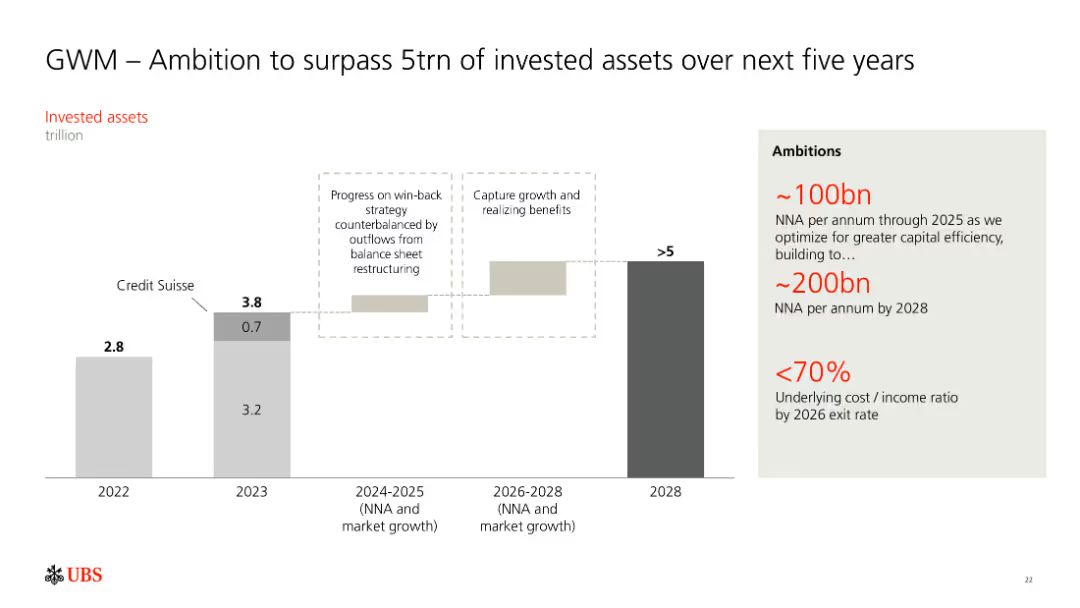 GWM – Ambition to surpass 5trn of invested assets over next five years
Invested assets
trillion
2.8
2022
Credit Suisse
3.8
0.7
3.2
2023
Progress on win-back
strategy
counterbalanced by
outflows from
balance sheet
restructuring
2024-2025
(NNA and
market growth)
Capture growth and
realizing benefits
2026-2028
(NNA and
market growth)
>5
2028
Ambitions
~100bn
NNA per annum through 2025 as we
optimize for greater capital efficiency,
building to…
~200bn
NNA per annum by 2028
<70%
Underlying cost / income ratio
by 2026 exit rate
UBS
22